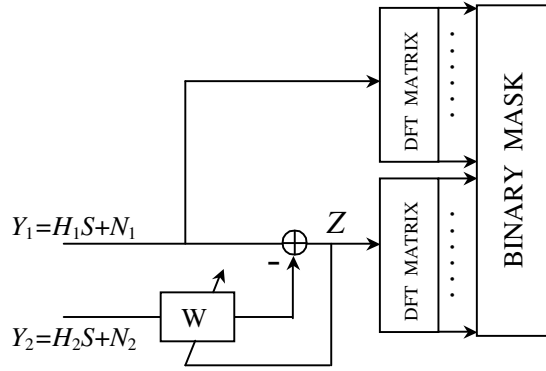 DFT MATRIX
BINARY MASK
Y1=H1S+N1
Z
-
DFT MATRIX
W
Y2=H2S+N2